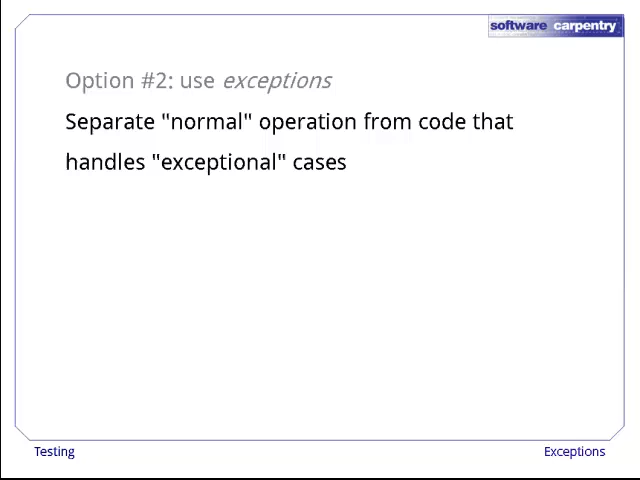 software carpentry
Option #2: use exceptions
Separate "normal" operation from code that
handles "exceptional" cases
Testing
Exceptions